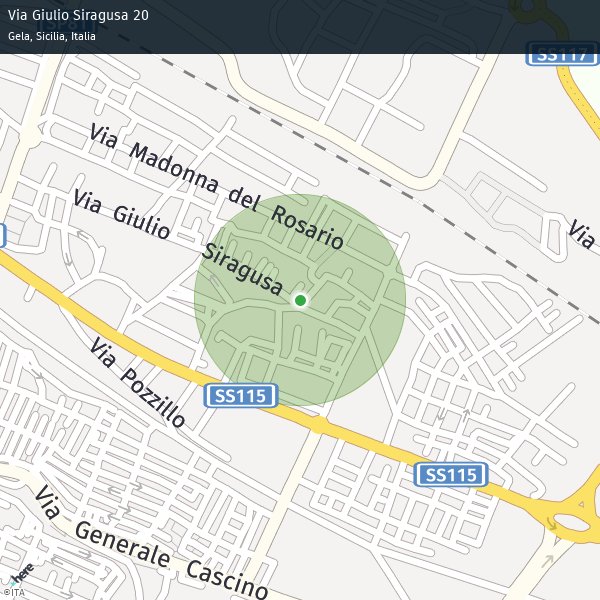 Via Giulio Siragusa 20
Gela, Sicilia, Italia
SS117
Via Madonna del Rosario
Via Giulio Siragusa
Via
Via Pozzillo
SS115
SS115
Via Generale Cascino
here
©ITA